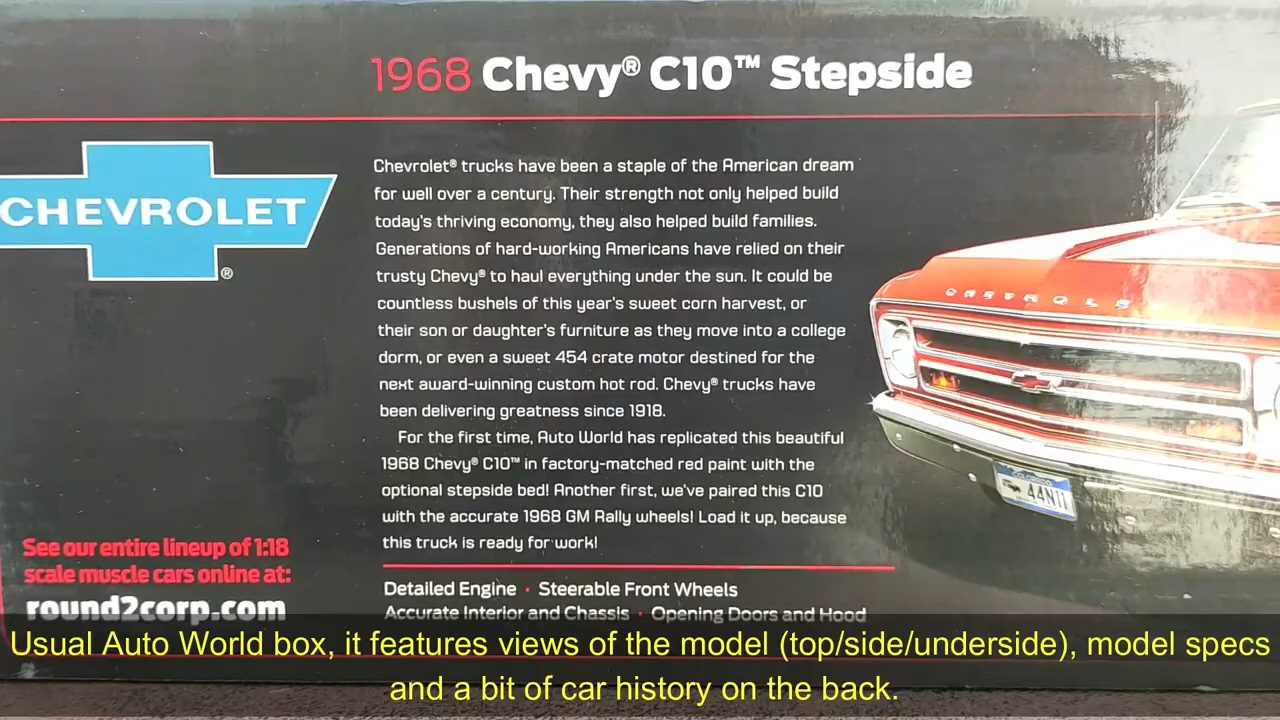 1968 Chevy® C10™ Stepside
CHEVROLET®
Chevrolet® trucks have been a staple of the American dream
for well over a century. Their strength not only helped build
today's thriving economy, they also helped build families.
Generations of hard-working Americans have relied on their
trusty Chevy® to haul everything under the sun. It could be
countless bushels of this year's sweet corn harvest, or
their son or daughter's furniture as they move into a college
dorm, or even a sweet 454 crate motor destined for the
next award-winning custom hot rod. Chevy® trucks have
been delivering greatness since 1918.
For the first time, Auto World has replicated this beautiful
1968 Chevy® C10™ in factory-matched red paint with the
optional stepside bed! Another first, we've paired this C10
with the accurate 1968 GM Rally wheels! Load it up, because
this truck is ready for work!
Detailed Engine · Steerable Front Wheels
Accurate Interior and Chassis · Opening Doors and Hood
See our entire lineup of 1:18
scale muscle cars online at:
round2corp.com
CHEVROLE
COLORADO
44N11
Usual Auto World box, it features views of the model (top/side/underside), model specs
and a bit of car history on the back.